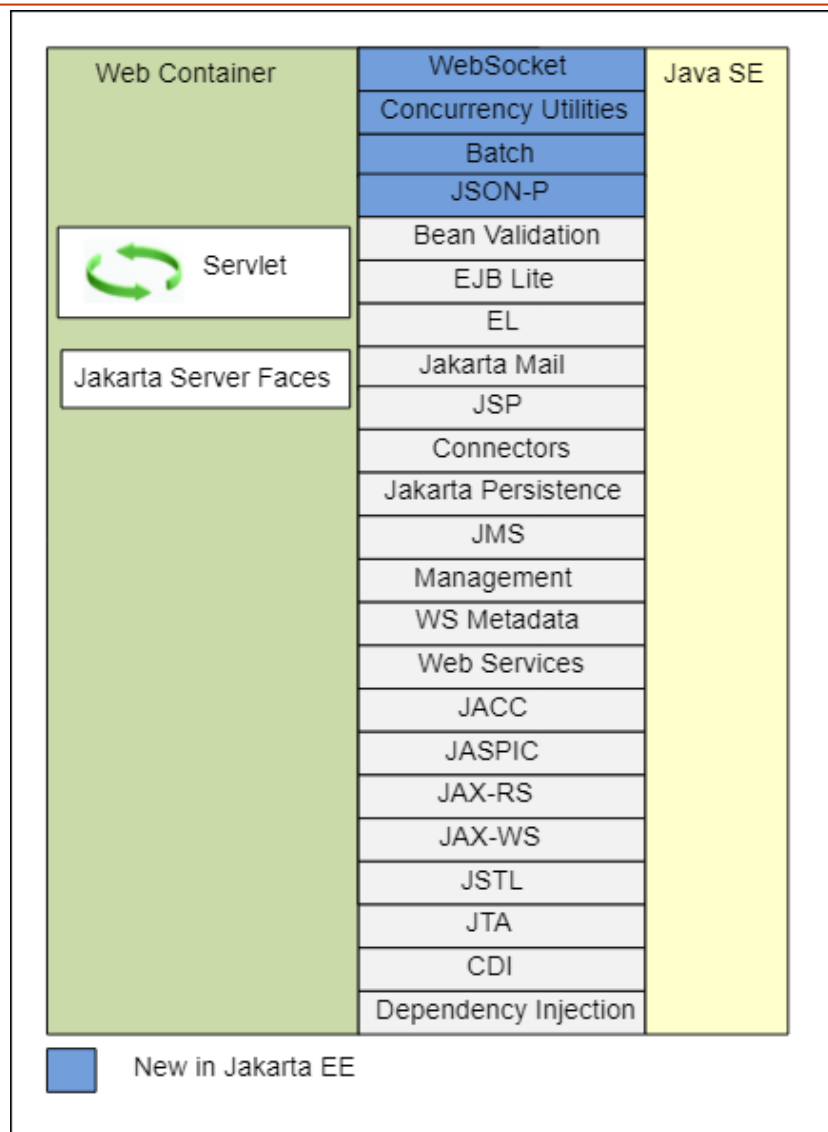 Web Container
Servlet
Jakarta Server Faces
WebSocket
Concurrency Utilities
Batch
JSON-P
Bean Validation
EJB Lite
EL
Jakarta Mail
JSP
Connectors
Jakarta Persistence
JMS
Management
WS Metadata
Web Services
JACC
JASPIC
JAX-RS
JAX-WS
JSTL
JTA
CDI
Dependency Injection
Java SE
New in Jakarta EE